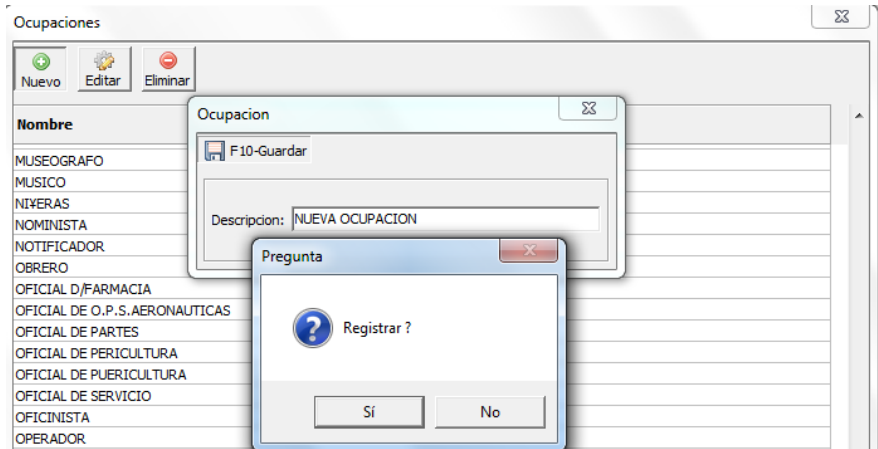 Ocupaciones
Nuevo Editar Eliminar
Nombre
MUSEOGRAFO
MUSICO
NI¥ERAS
NOMINISTA
NOTIFICADOR
OBRERO
OFICIAL D/FARMACIA
OFICIAL DE O.P.S.AERONAUTICAS
OFICIAL DE PARTES
OFICIAL DE PERICULTURA
OFICIAL DE PUERICULTURA
OFICIAL DE SERVICIO
OFICINISTA
OPERADOR
Ocupacion
F10-Guardar
Descripcion: NUEVA OCUPACION
Pregunta
Registrar ?
Sí No